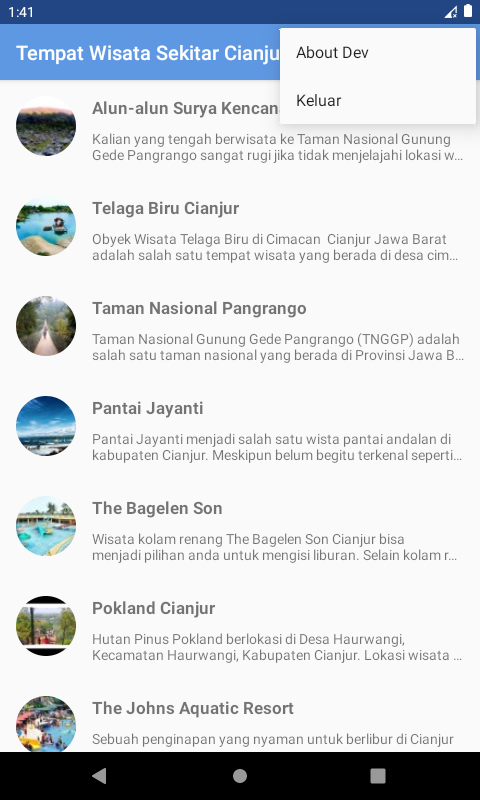 1:41
Tempat Wisata Sekitar Cianju
About Dev
Keluar
Alun-alun Surya Kencan
Kalian yang tengah berwisata ke Taman Nasional Gunung
Gede Pangrango sangat rugi jika tidak menjelajahi lokasi w...
Telaga Biru Cianjur
Obyek Wisata Telaga Biru di Cimacan  Cianjur Jawa Barat
adalah salah satu tempat wisata yang berada di desa cim...
Taman Nasional Pangrango
Taman Nasional Gunung Gede Pangrango (TNGGP) adalah
salah satu taman nasional yang berada di Provinsi Jawa B...
Pantai Jayanti
Pantai Jayanti menjadi salah satu wista pantai andalan di
kabupaten Cianjur. Meskipun belum begitu terkenal seperti...
The Bagelen Son
Wisata kolam renang The Bagelen Son Cianjur bisa
menjadi pilihan anda untuk mengisi liburan. Selain kolam r...
Pokland Cianjur
Hutan Pinus Pokland berlokasi di Desa Haurwangi,
Kecamatan Haurwangi, Kabupaten Cianjur. Lokasi wisata ...
The Johns Aquatic Resort
Sebuah penginapan yang nyaman untuk berlibur di Cianjur